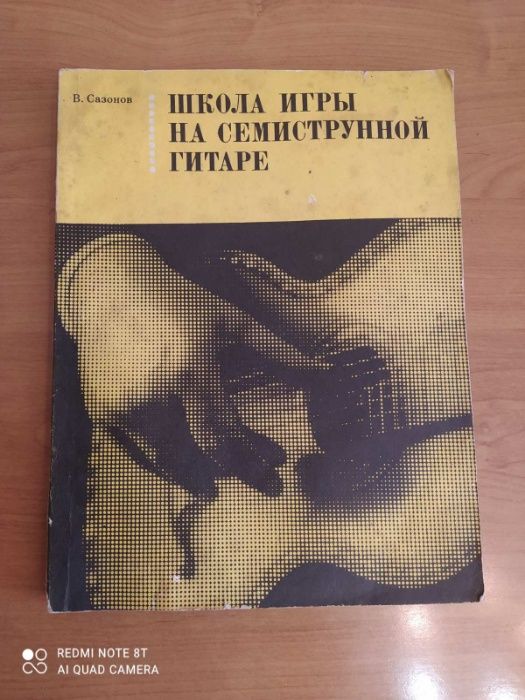 В. Сазонов
ШКОЛА ИГРЫ
НА СЕМИСТРУННОЙ
ГИТАРЕ
REDMI NOTE 8T
AI QUAD CAMERA